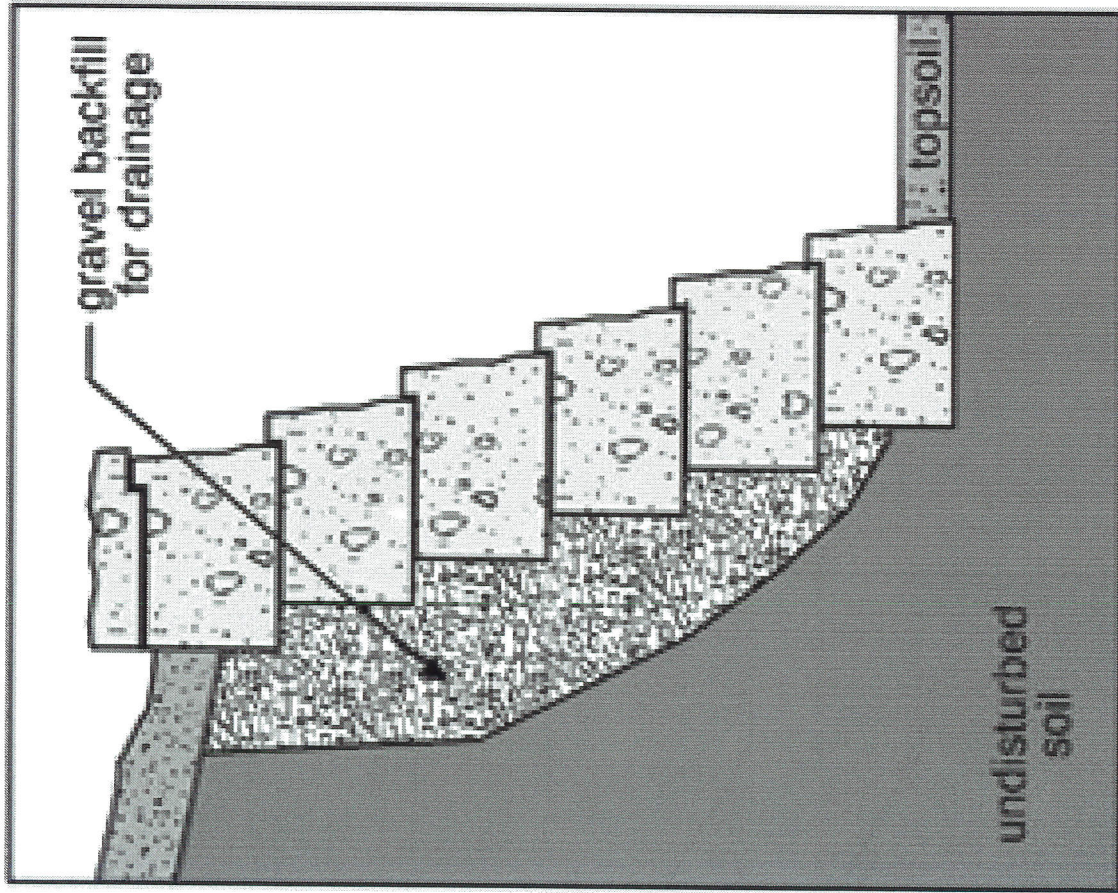 gravel backfill
for drainage
topsoil
undisturbed
soil